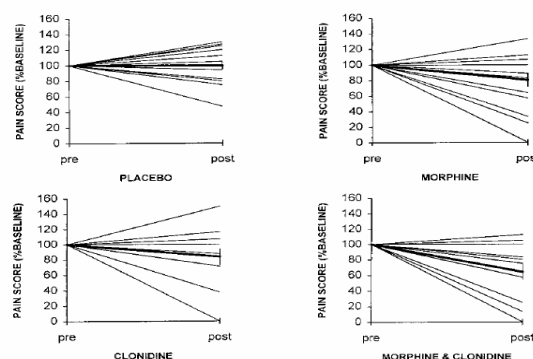 PAIN SCORE (%BASELINE)
160
140
120
100
80
60
40
20
0
pre
post
PLACEBO
PAIN SCORE (%BASELINE)
160
140
120
100
80
60
40
20
0
pre
post
MORPHINE
PAIN SCORE (%BASELINE)
160
140
120
100
80
60
40
20
0
pre
post
CLONIDINE
PAIN SCORE (%BASELINE)
160
140
120
100
80
60
40
20
0
pre
post
MORPHINE & CLONIDINE